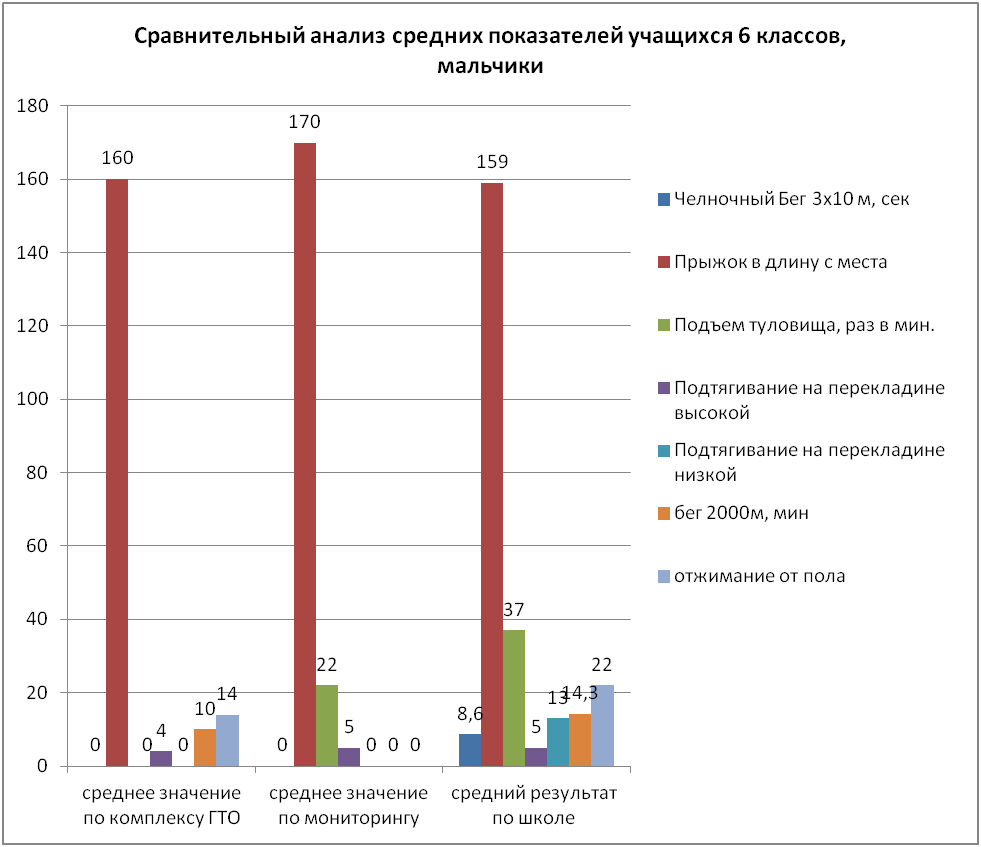 Сравнительный анализ средних показателей учащихся 6 классов,
мальчики
180
160
140
120
100
80
60
40
20
0
0
160
0
4
0
10
14
0
170
22
5
0
0
0
8,6
159
37
5
13
14,3
22
среднее значение
по комплексу ГТО
среднее значение
по мониторингу
средний результат
по школе
Челночный Бег 3х10 м, сек
Прыжок в длину с места
Подъем туловища, раз в мин.
Подтягивание на перекладине
высокой
Подтягивание на перекладине
низкой
бег 2000м, мин
отжимание от пола